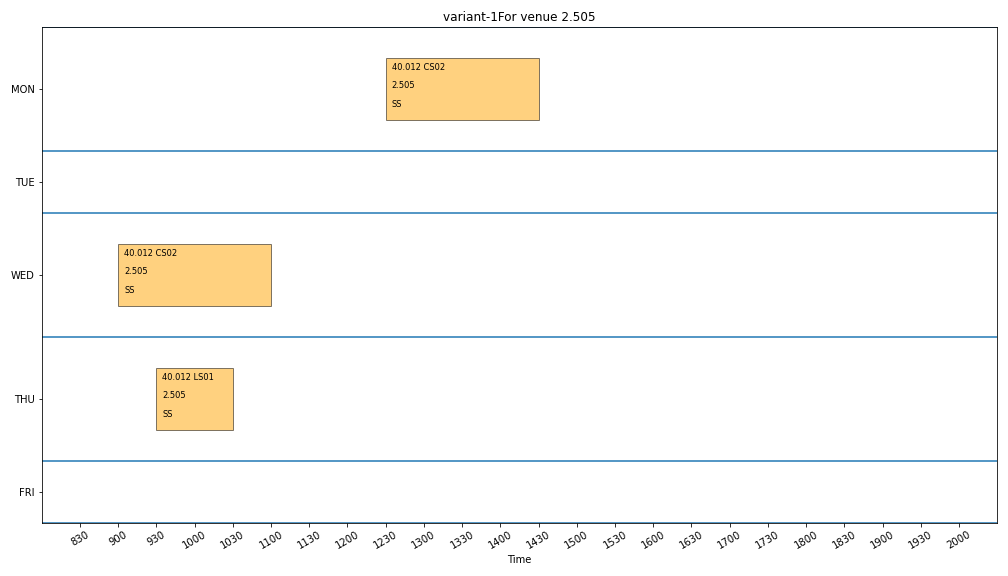 variant-1For venue 2.505
MON
40.012 CS02
2.505
SS
TUE
WED
40.012 CS02
2.505
SS
THU
40.012 LS01
2.505
SS
FRI
830 900 930 1000 1030 1100 1130 1200 1230 1300 1330 1400 1430 1500 1530 1600 1630 1700 1730 1800 1830 1900 1930 2000
Time